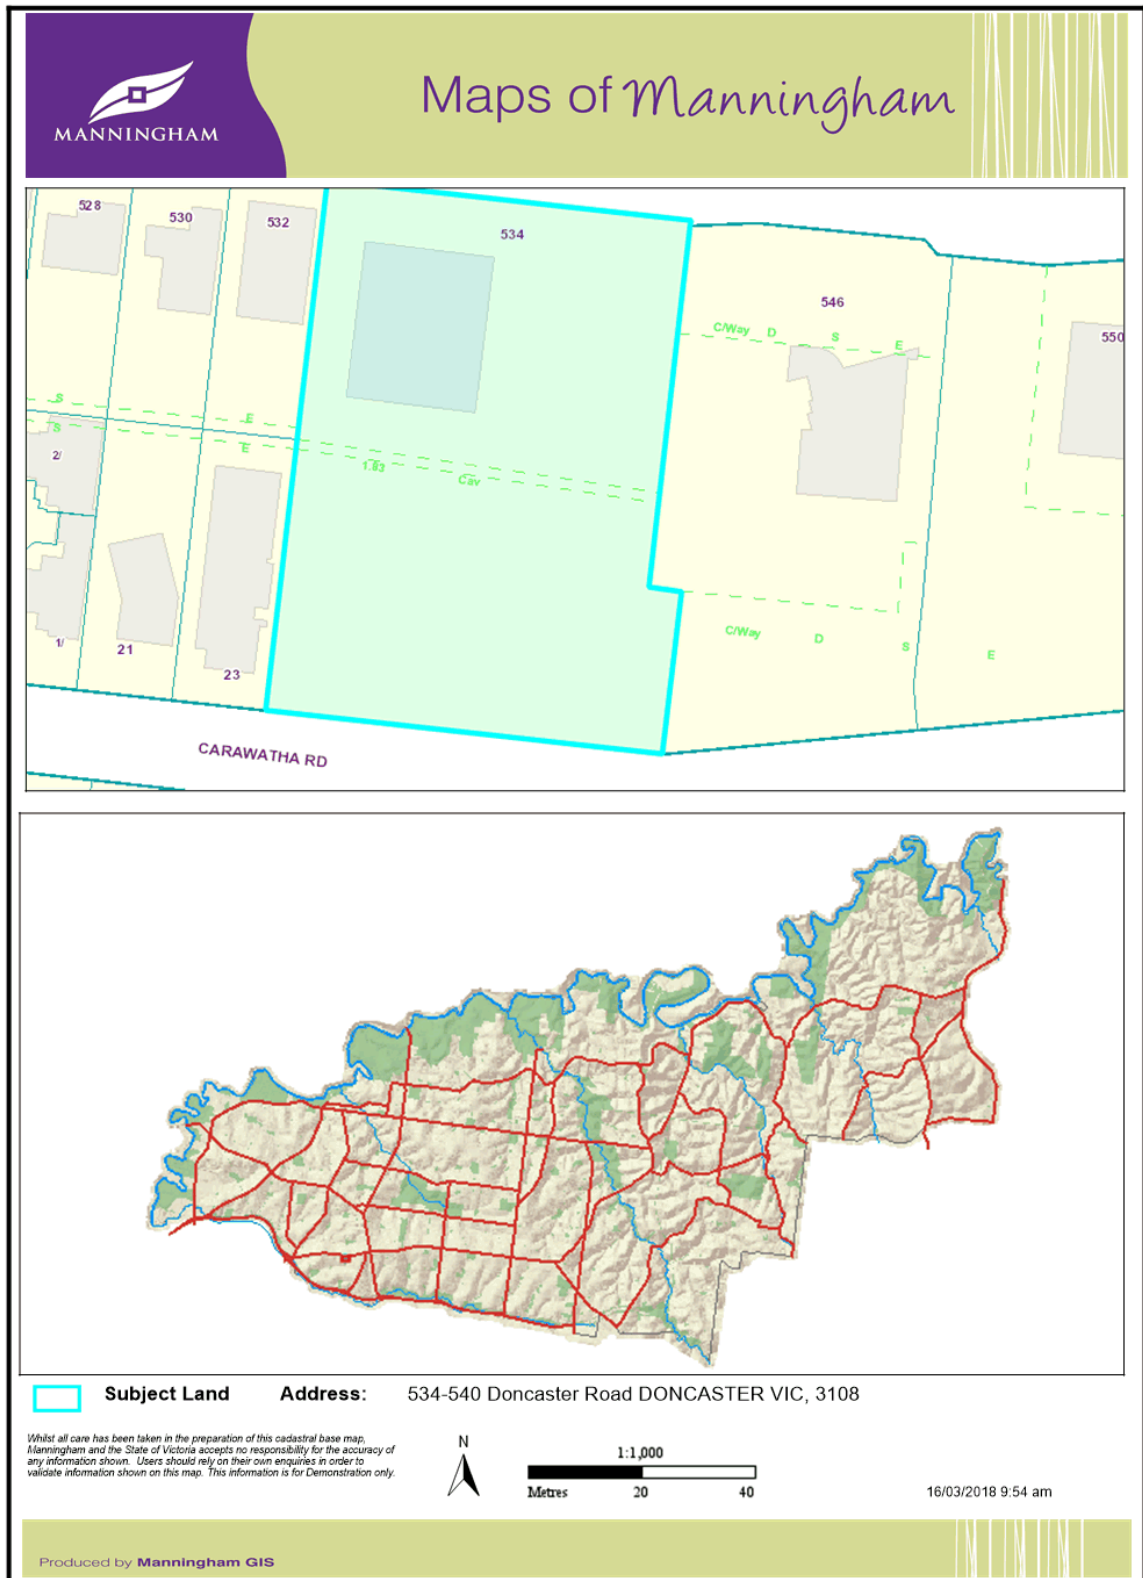 MANNINGHAM
Maps of Manningham
528
530
532
534
546
550
C/Way D S E
S
E
S
E
2/
1.83
Cav
1/
21
23
C/Way D S E
CARAWATHA RD
Subject Land Address: 534-540 Doncaster Road DONCASTER VIC, 3108
Whilst all care has been taken in the preparation of this cadastral base map,
Manningham and the State of Victoria accepts no responsibility for the accuracy of
any information shown. Users should rely on their own enquiries in order to
validate information shown on this map. This information is for Demonstration only.
N
1:1,000
Metres 20 40
16/03/2018 9:54 am
Produced by Manningham GIS